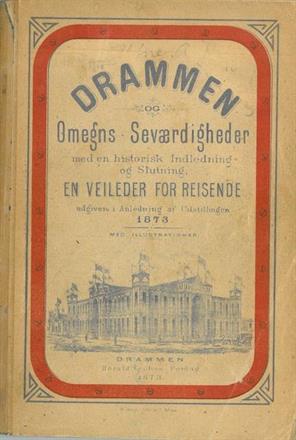 DRAMMEN
OG
Omegns Seværdigheder
med en historisk Indledning
og Slutning,
EN VEILEDER FOR REISENDE
udgiven i Anledning af Udstillingen
1873.
MED ILLUSTRATIONER.
DRAMMEN
Forlag
1873.